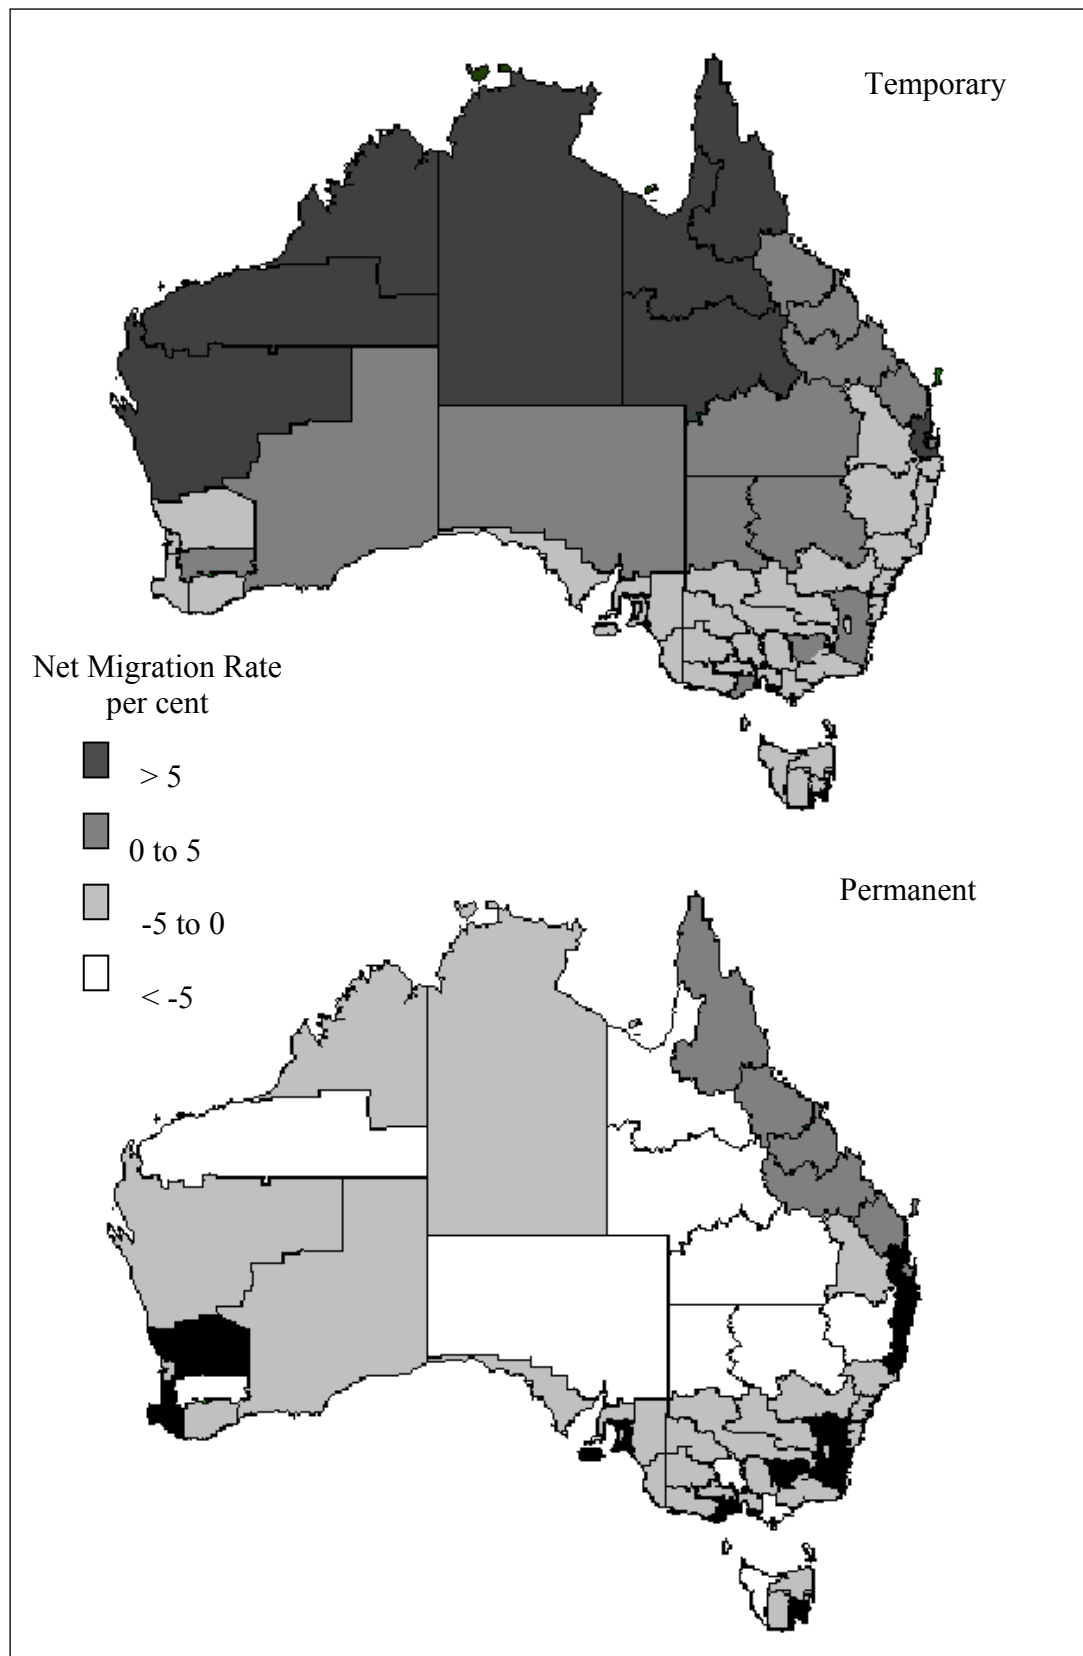 Temporary
Net Migration Rate
per cent
> 5
0 to 5
-5 to 0
< -5
Permanent